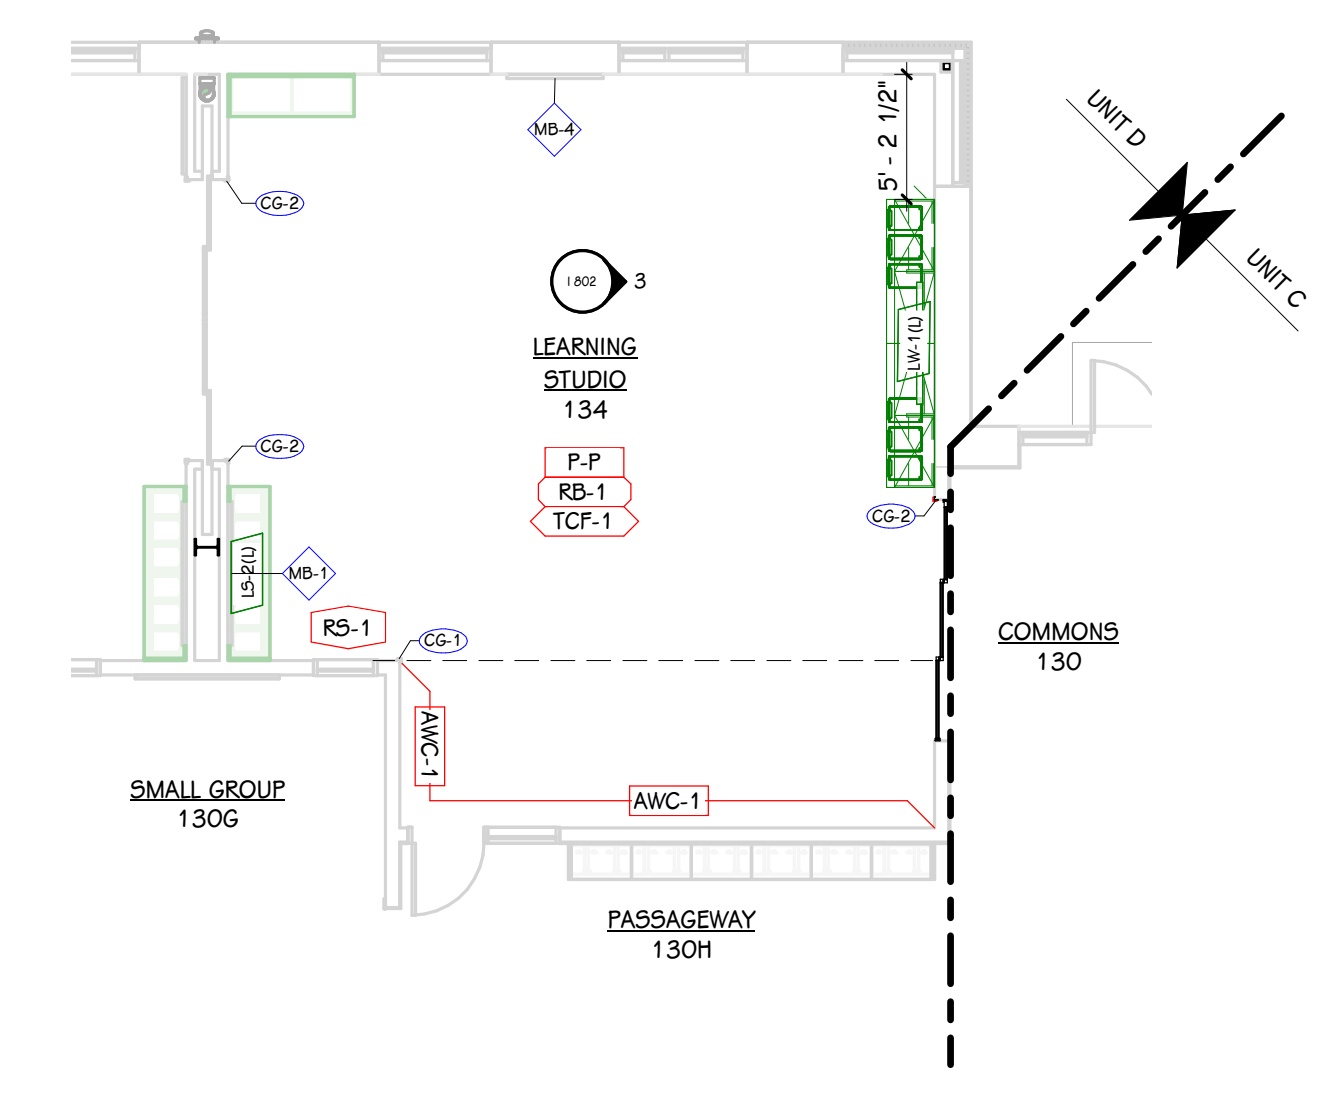 UNIT D
5' - 2 1/2"
MB-4
CG-2
UNIT C
1802
3
LEARNING
STUDIO
134
LW-1(L)
CG-2
P-P
RB-1
TCF-1
CG-2
LS-2(L)
MB-1
RS-1
CG-1
COMMONS
130
AWC-1
AWC-1
SMALL GROUP
130G
PASSAGEWAY
130H